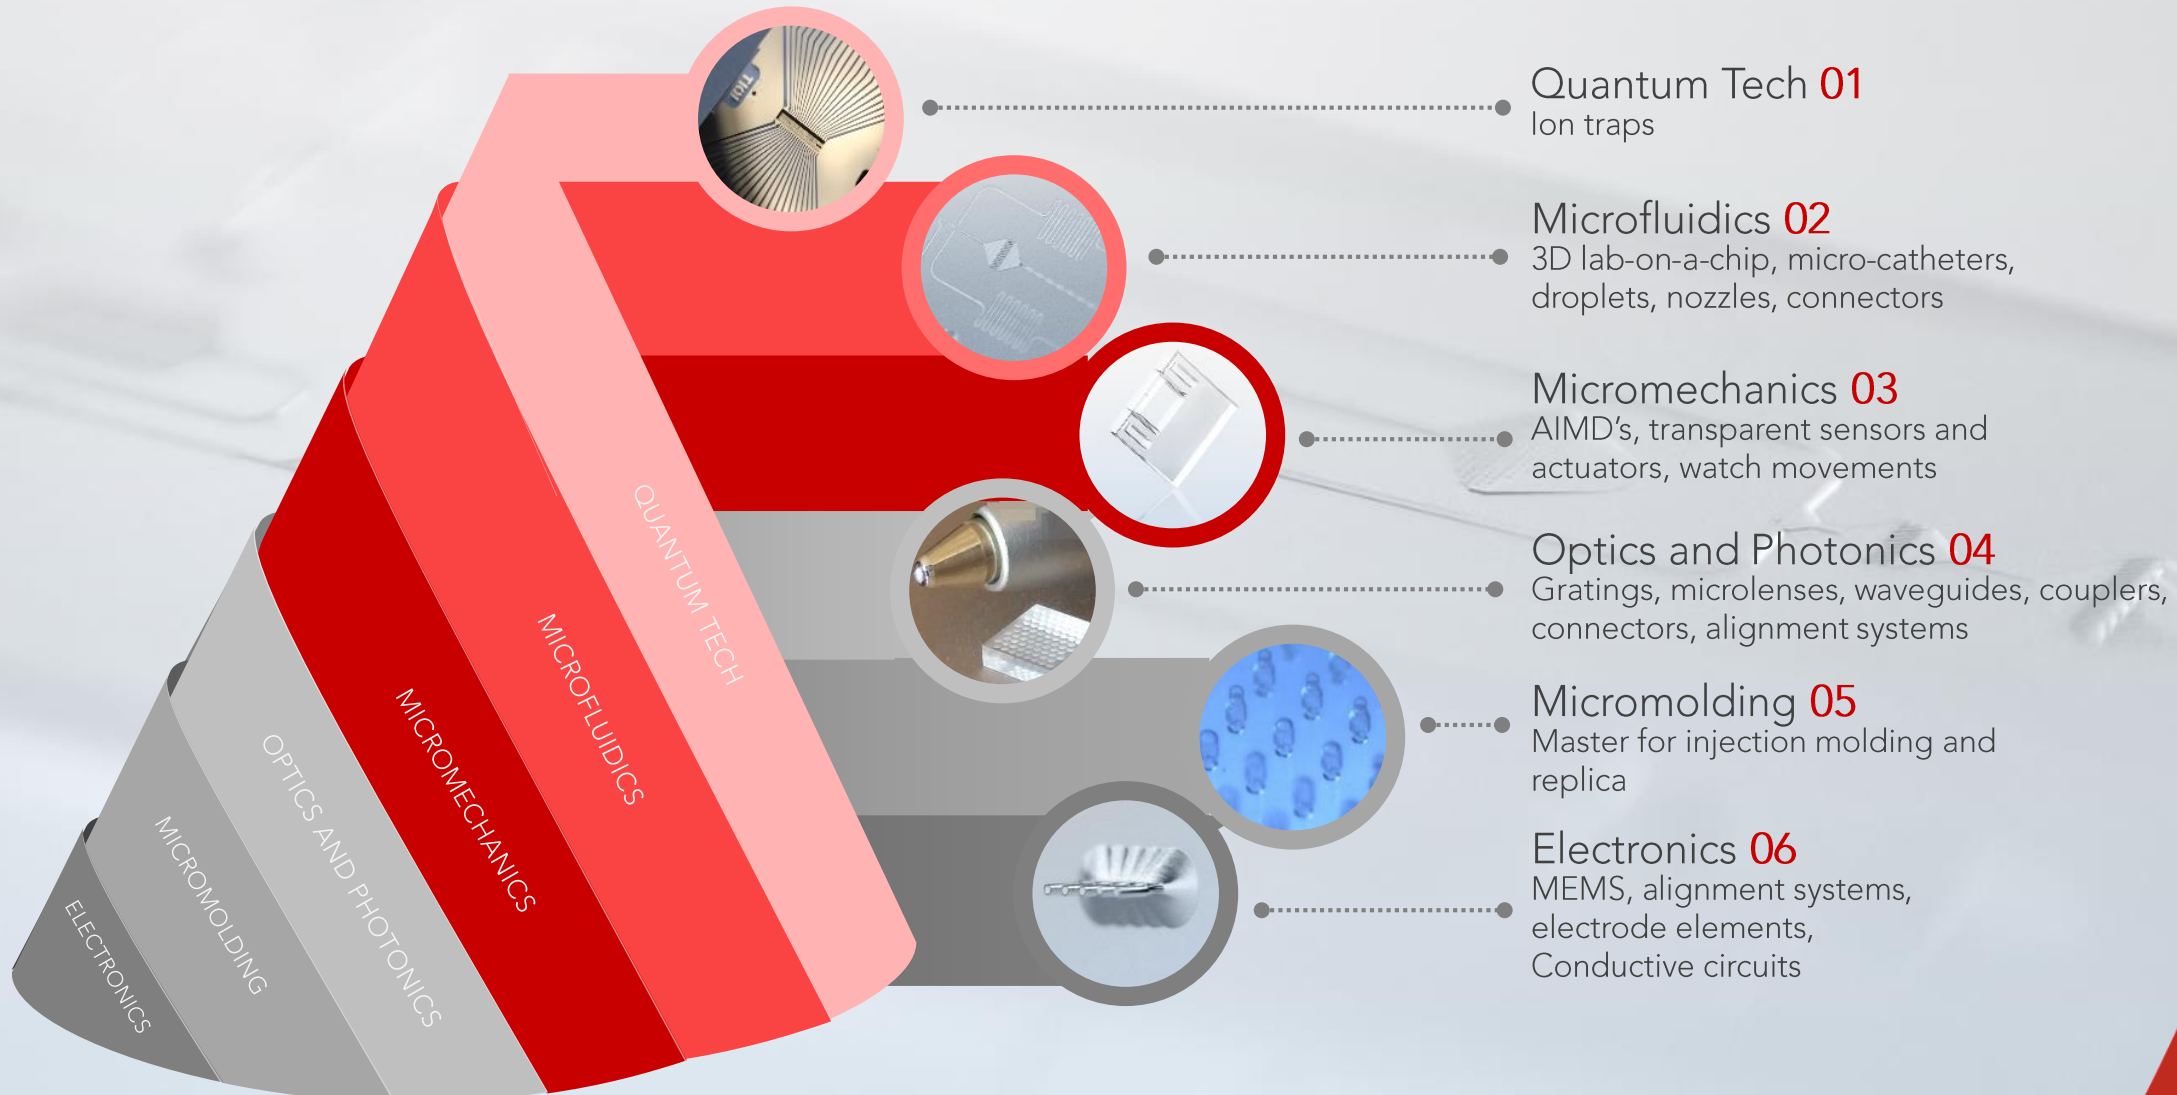 Quantum Tech 01
Ion traps
Microfluidics 02
3D lab-on-a-chip, micro-catheters,
droplets, nozzles, connectors
Micromechanics 03
AIMD’s, transparent sensors and
actuators, watch movements
Optics and Photonics 04
Gratings, microlenses, waveguides, couplers,
connectors, alignment systems
Micromolding 05
Master for injection molding and
replica
Electronics 06
MEMS, alignment systems,
electrode elements,
Conductive circuits
QUANTUM TECH
MICROFLUIDICS
MICROMECHANICS
OPTICS AND PHOTONICS
MICROMOLDING
ELECTRONICS